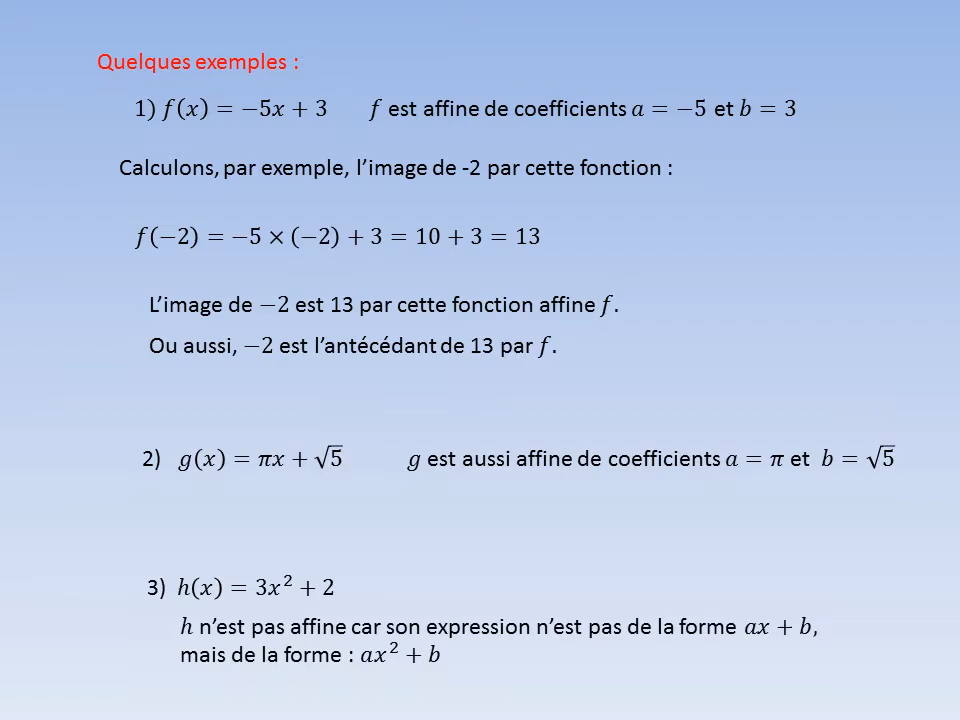 Quelques exemples :
1) f(x) = −5x + 3 f est affine de coefficients a = −5 et b = 3
Calculons, par exemple, l’image de -2 par cette fonction :
f(−2) = −5 × (−2) + 3 = 10 + 3 = 13
L’image de −2 est 13 par cette fonction affine f.
Ou aussi, −2 est l’antécédant de 13 par f.
2) g(x) = πx + √5 g est aussi affine de coefficients a = π et b = √5
3) h(x) = 3x² + 2
h n’est pas affine car son expression n’est pas de la forme ax + b,
mais de la forme : ax² + b